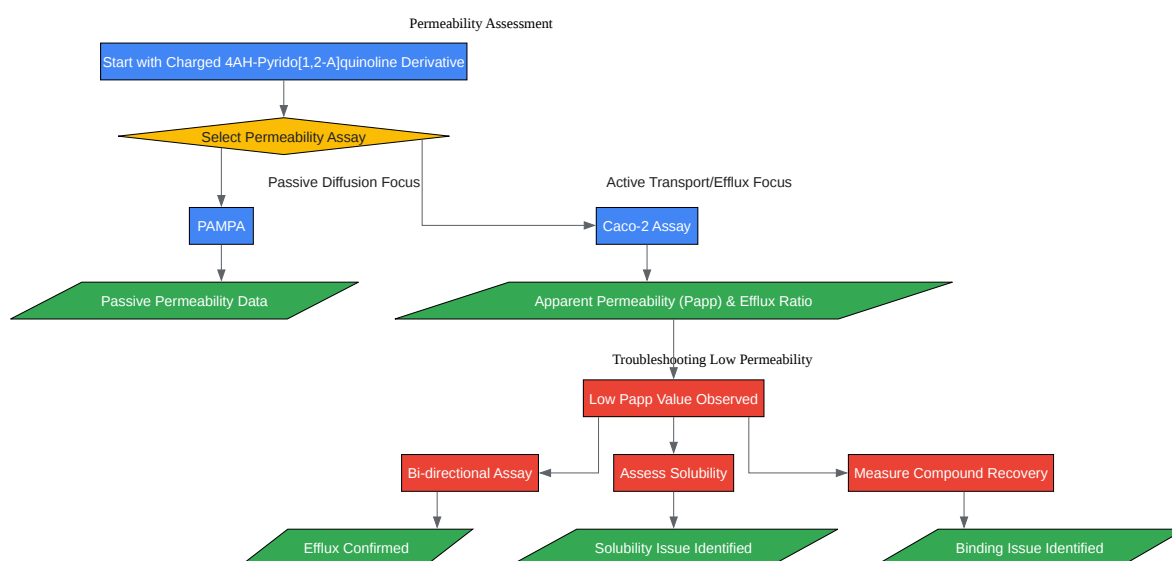 Permeability Assessment
Start with Charged 4AH-Pyrido[1,2-A]quinoline Derivative
Select Permeability Assay
Passive Diffusion Focus
Active Transport/Efflux Focus
PAMPA
Caco-2 Assay
Passive Permeability Data
Apparent Permeability (Papp) & Efflux Ratio
Troubleshooting Low Permeability
Low Papp Value Observed
Bi-directional Assay
Assess Solubility
Measure Compound Recovery
Efflux Confirmed
Solubility Issue Identified
Binding Issue Identified